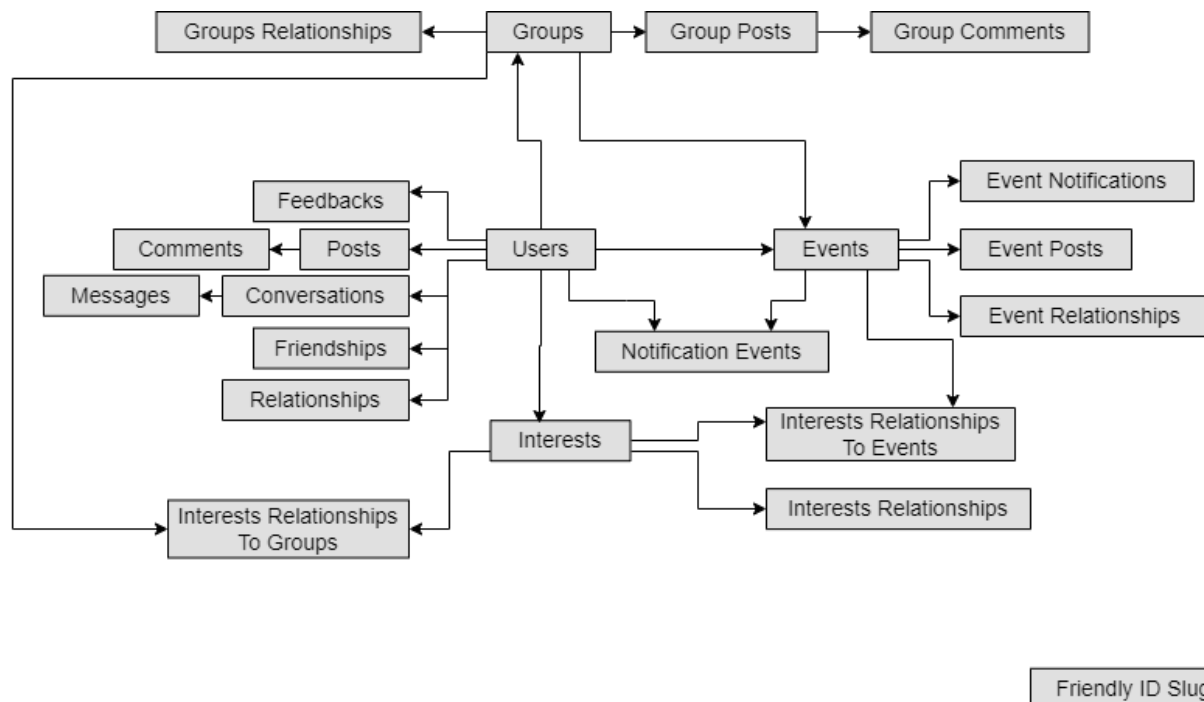 Groups Relationships
Groups
Group Posts
Group Comments
Feedbacks
Event Notifications
Comments
Posts
Users
Events
Event Posts
Messages
Conversations
Event Relationships
Friendships
Notification Events
Relationships
Interests
Interests Relationships
To Events
Interests Relationships
Interests Relationships
To Groups
Friendly ID Slug